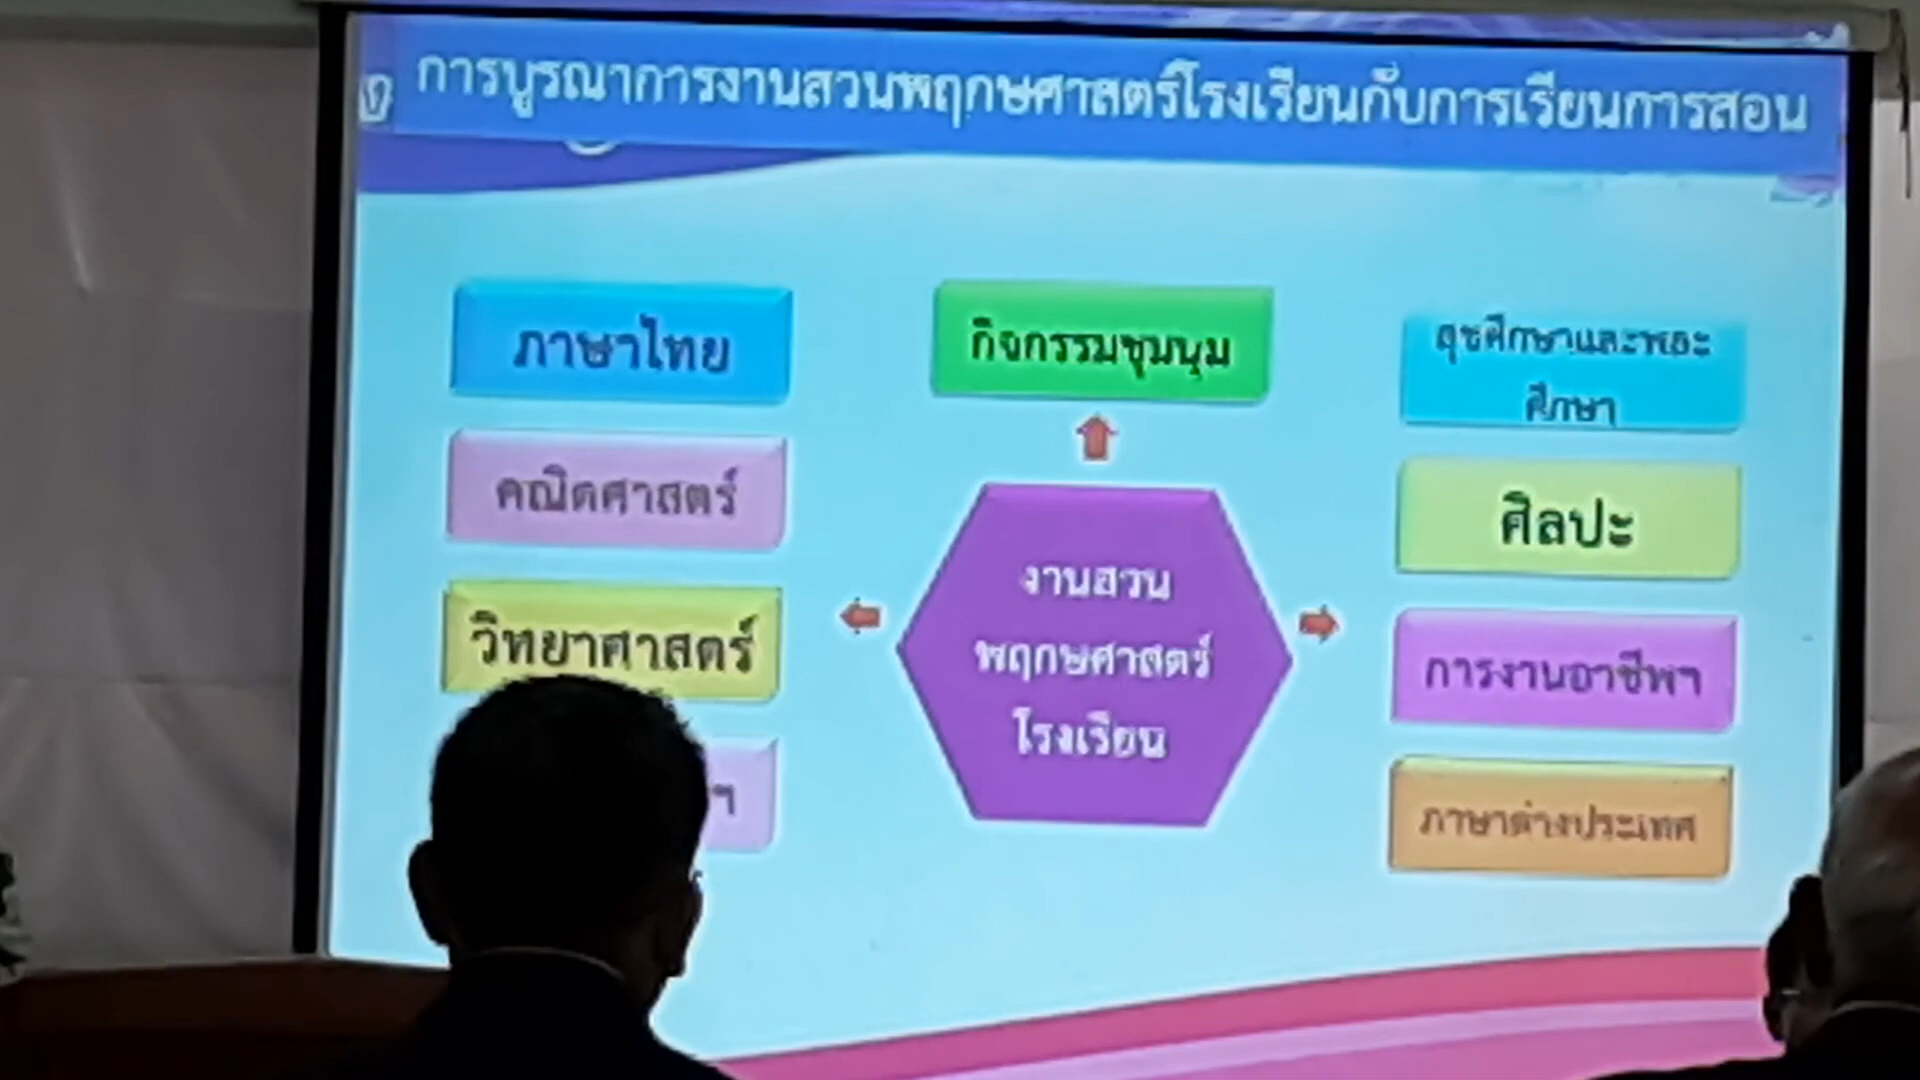 การบูรณาการงานสวนพฤกษศาสตร์โรงเรียนกับการเรียนการสอน
ภาษาไทย
คณิตศาสตร์
วิทยาศาสตร์
กิจกรรมชุมนุม
งานสวน
พฤกษศาสตร์
โรงเรียน
สุขศึกษาและพละ
ศึกษา
ศิลปะ
การงานอาชีพฯ
ภาษาต่างประเทศ